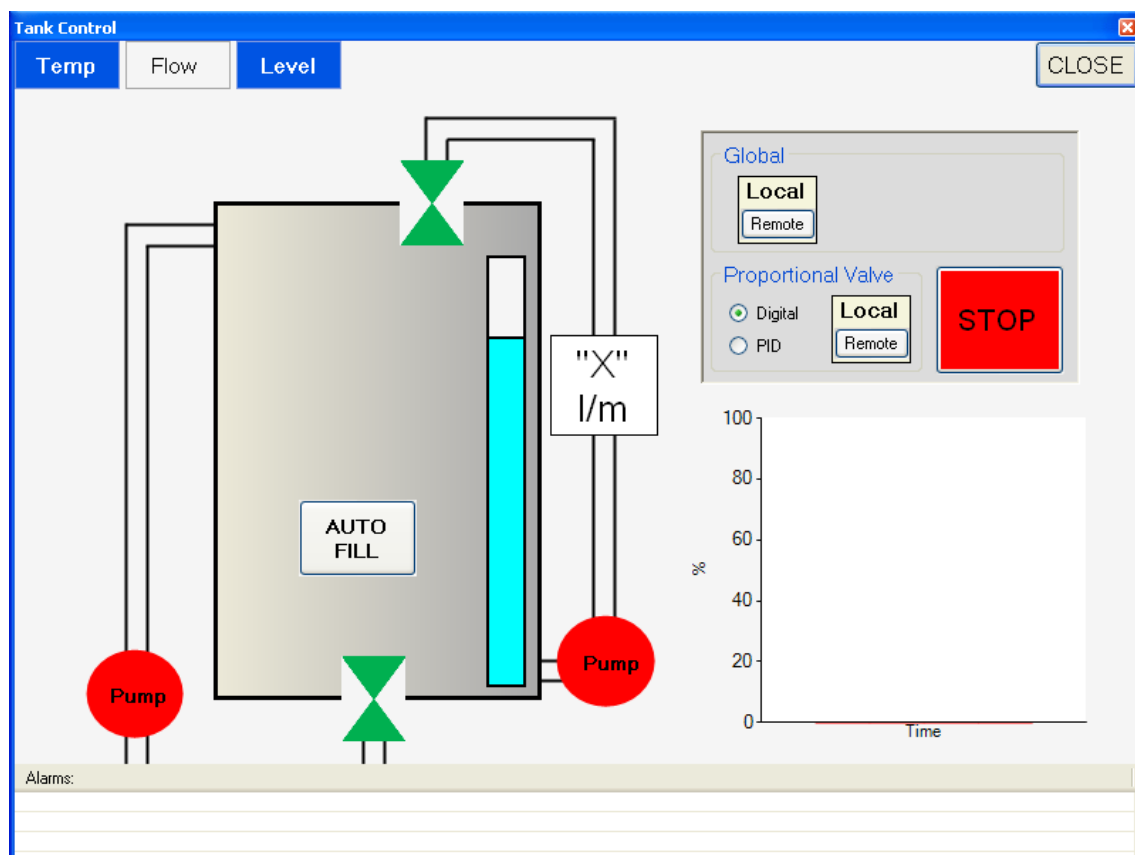 Tank Control
Temp
Flow
Level
CLOSE
Global
Local
Remote
Proportional Valve
Digital
PID
Local
Remote
STOP
"X"
l/m
AUTO
FILL
Pump
Pump
100
80
60
40
20
0
%
Time
Alarms: